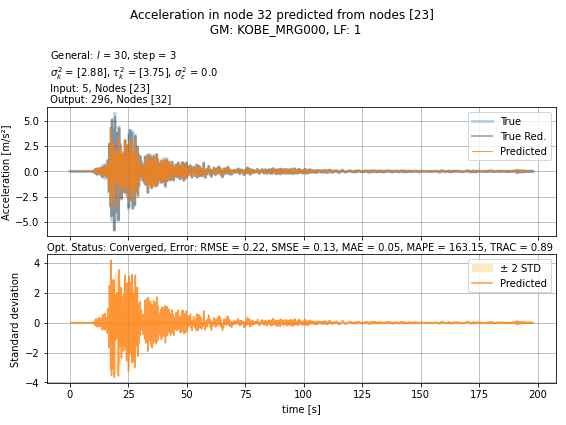 Acceleration in node 32 predicted from nodes [23]
GM: KOBE_MRG000, LF: 1
General: l = 30, step = 3
σ²ₖ = [2.88], τ²ₖ = [3.75], σ²ε = 0.0
Input: 5, Nodes [23]
Output: 296, Nodes [32]
Acceleration [m/s²]
5.0
2.5
0.0
−2.5
−5.0
True
True Red.
Predicted
Opt. Status: Converged, Error: RMSE = 0.22, SMSE = 0.13, MAE = 0.05, MAPE = 163.15, TRAC = 0.89
Standard deviation
4
2
0
−2
−4
± 2 STD
Predicted
0 25 50 75 100 125 150 175 200
time [s]